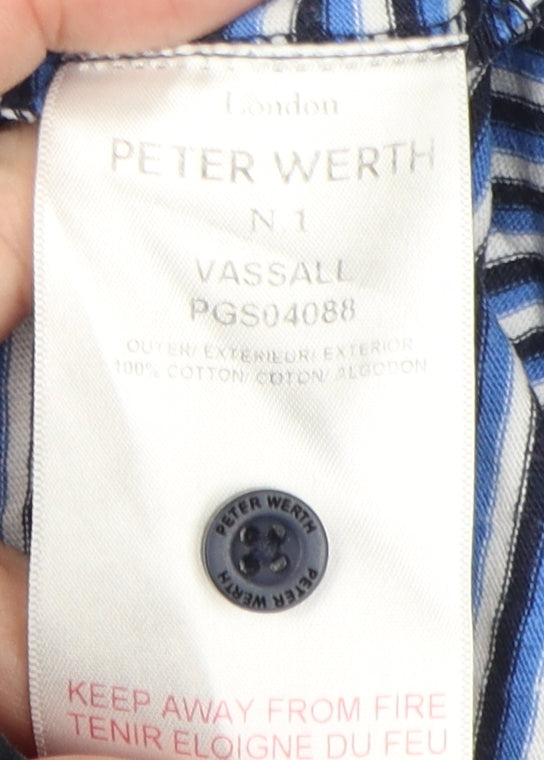 London
PETER WERTH
N.1
VASSALL
PGS04088
OUTER/ EXTERIEUR/ EXTERIOR
100% COTTON/ COTON/ ALGODON
PETER WERTH
PETER WERTH
KEEP AWAY FROM FIRE
TENIR ELOIGNE DU FEU